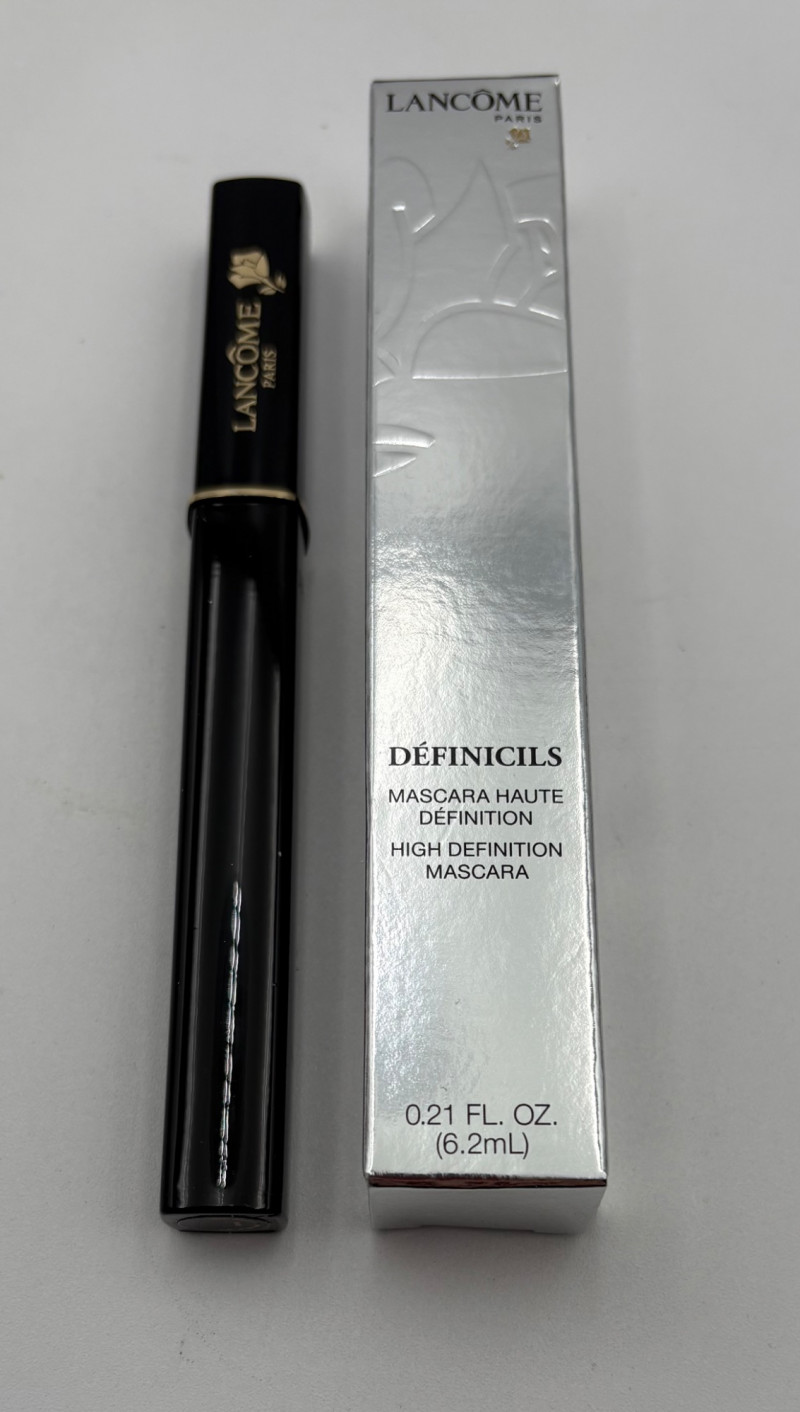 LANCÔME
PARIS
LANCÔME
PARIS
DÉFINICILS
MASCARA HAUTE
DÉFINITION
HIGH DEFINITION
MASCARA
0.21 FL. OZ.
(6.2mL)